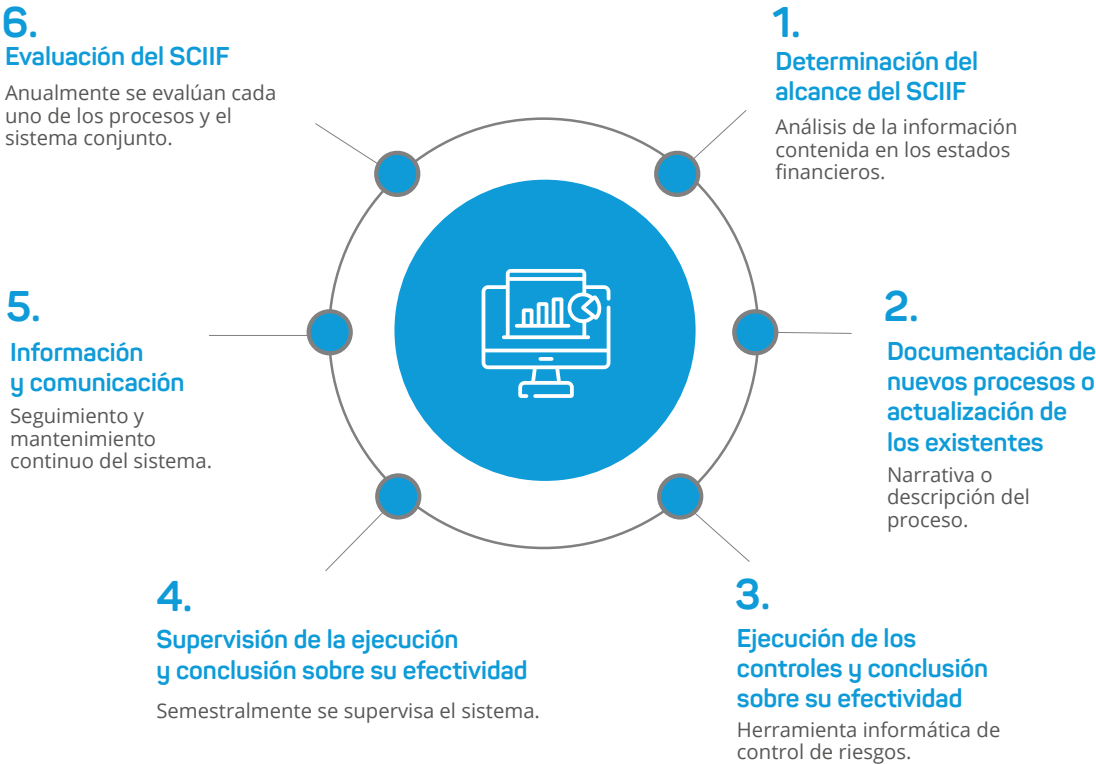 1.
Determinación del
alcance del SCIIF
Análisis de la información
contenida en los estados
financieros.
2.
Documentación de
nuevos procesos o
actualización de
los existentes
Narrativa o
descripción del
proceso.
3.
Ejecución de los
controles y conclusión
sobre su efectividad
Herramienta informática de
control de riesgos.
4.
Supervisión de la ejecución
y conclusión sobre su efectividad
Semestralmente se supervisa el sistema.
5.
Información
y comunicación
Seguimiento y
mantenimiento
continuo del sistema.
6.
Evaluación del SCIIF
Anualmente se evalúan cada
uno de los procesos y el
sistema conjunto.